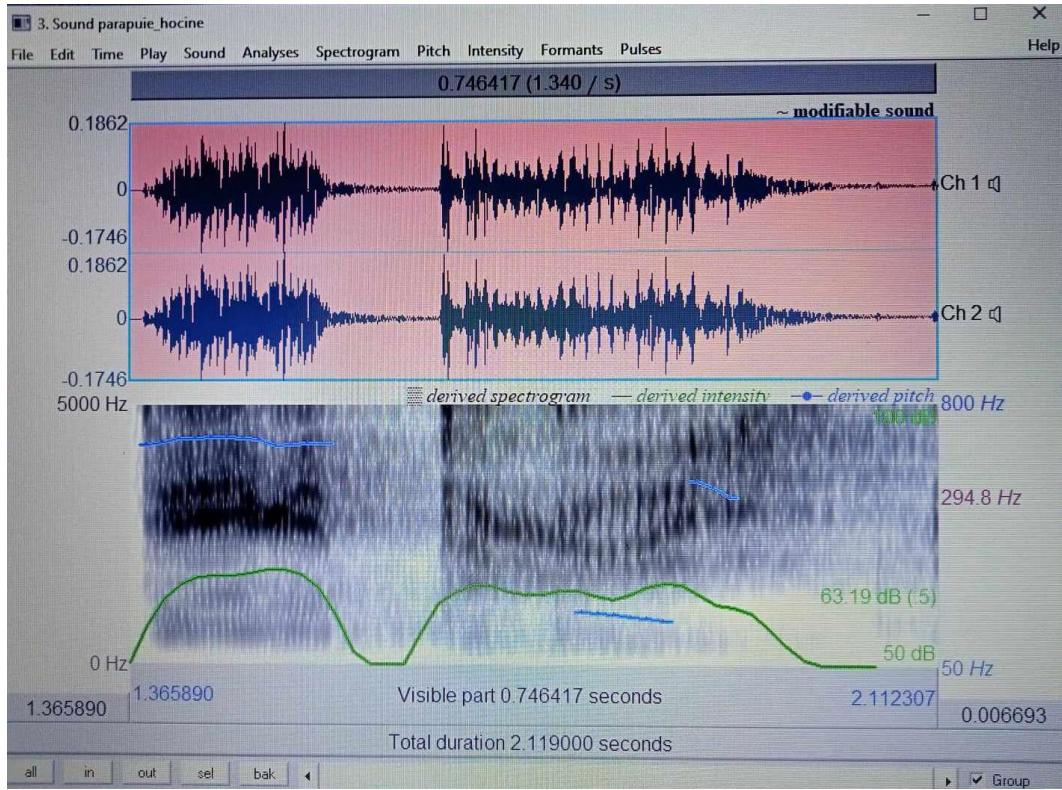 3. Sound parapuie_hocine
File Edit Time Play Sound Analyses Spectrogram Pitch Intensity Formants Pulses Help
0.746417 (1.340 / s)
~ modifiable sound
0.1862
0
-0.1746
Ch 1
0.1862
0
-0.1746
Ch 2
derived spectrogram derived intensity derived pitch
5000 Hz
800 Hz
100 dB
294.8 Hz
63.19 dB (.5)
50 dB
0 Hz
50 Hz
1.365890 Visible part 0.746417 seconds 2.112307
1.365890 0.006693
Total duration 2.119000 seconds
all in out sel bak Group